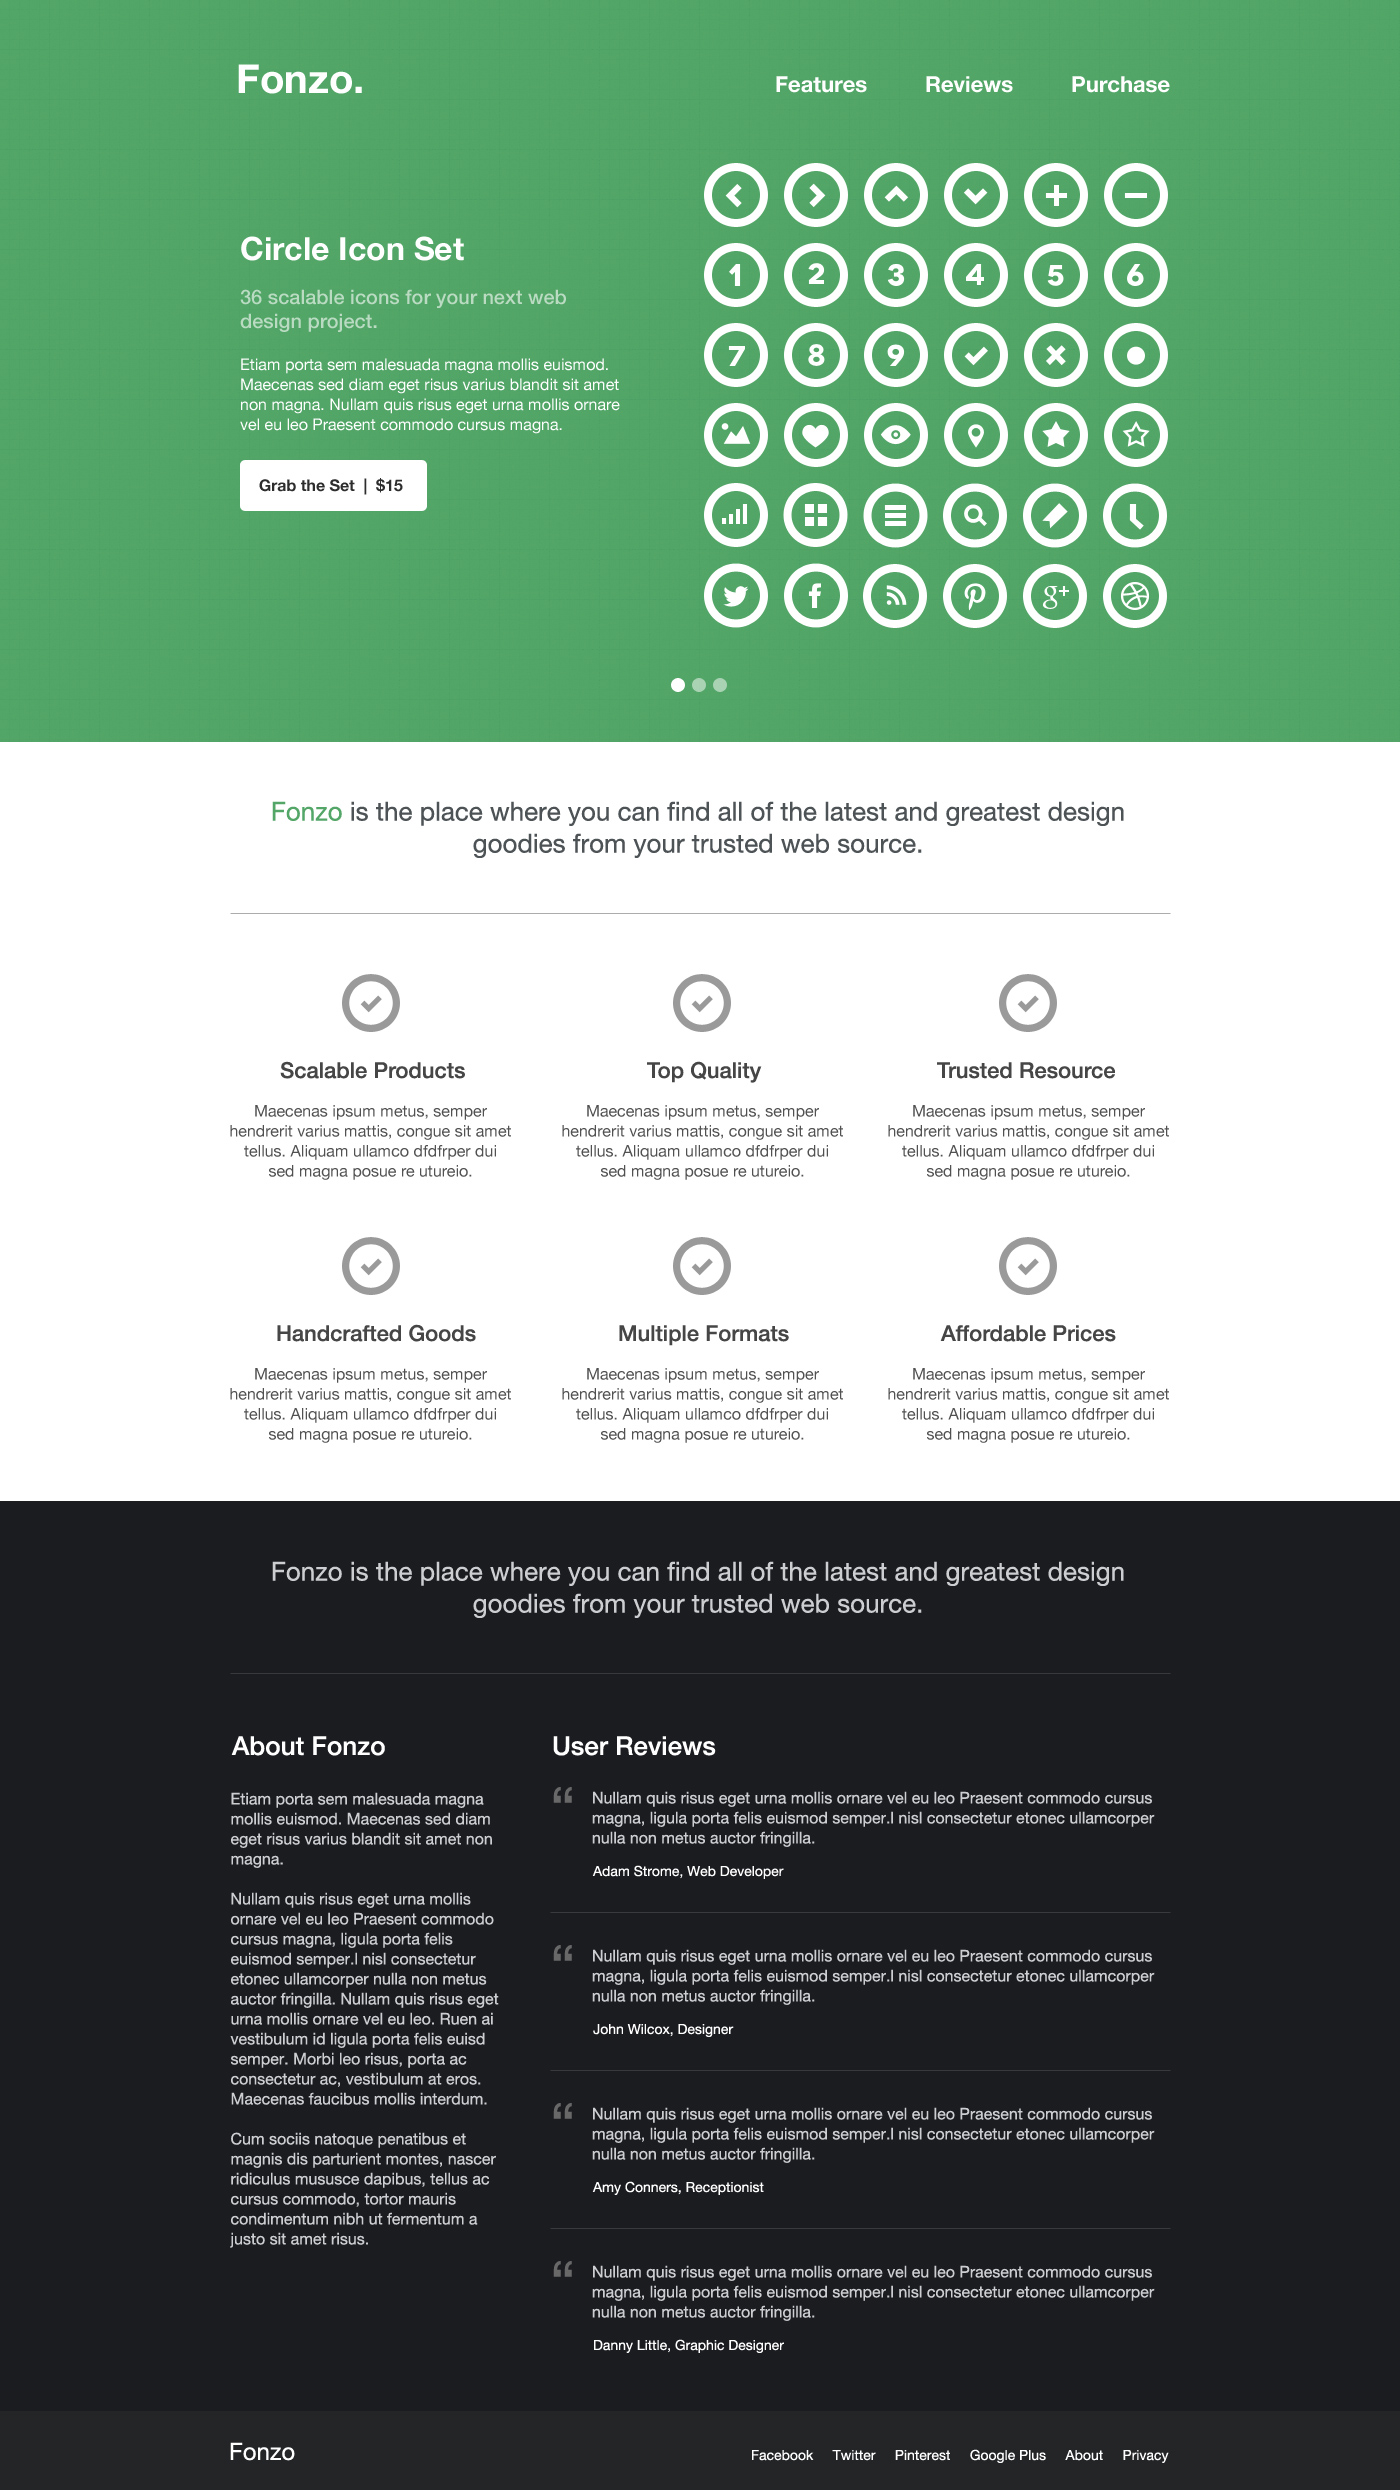 Fonzo.
Features Reviews Purchase
Circle Icon Set
36 scalable icons for your next web
design project.
Etiam porta sem malesuada magna mollis euismod.
Maecenas sed diam eget risus varius blandit sit amet
non magna. Nullam quis risus eget urna mollis ornare
vel eu leo Praesent commodo cursus magna.
Grab the Set | $15
1 2 3 4 5 6
7 8 9
f g+
Fonzo is the place where you can find all of the latest and greatest design
goodies from your trusted web source.
Scalable Products
Maecenas ipsum metus, semper
hendrerit varius mattis, congue sit amet
tellus. Aliquam ullamco dfdfrper dui
sed magna posue re utureio.
Top Quality
Maecenas ipsum metus, semper
hendrerit varius mattis, congue sit amet
tellus. Aliquam ullamco dfdfrper dui
sed magna posue re utureio.
Trusted Resource
Maecenas ipsum metus, semper
hendrerit varius mattis, congue sit amet
tellus. Aliquam ullamco dfdfrper dui
sed magna posue re utureio.
Handcrafted Goods
Maecenas ipsum metus, semper
hendrerit varius mattis, congue sit amet
tellus. Aliquam ullamco dfdfrper dui
sed magna posue re utureio.
Multiple Formats
Maecenas ipsum metus, semper
hendrerit varius mattis, congue sit amet
tellus. Aliquam ullamco dfdfrper dui
sed magna posue re utureio.
Affordable Prices
Maecenas ipsum metus, semper
hendrerit varius mattis, congue sit amet
tellus. Aliquam ullamco dfdfrper dui
sed magna posue re utureio.
Fonzo is the place where you can find all of the latest and greatest design
goodies from your trusted web source.
About Fonzo
Etiam porta sem malesuada magna
mollis euismod. Maecenas sed diam
eget risus varius blandit sit amet non
magna.
Nullam quis risus eget urna mollis
ornare vel eu leo Praesent commodo
cursus magna, ligula porta felis
euismod semper.I nisl consectetur
etonec ullamcorper nulla non metus
auctor fringilla. Nullam quis risus eget
urna mollis ornare vel eu leo. Ruen ai
vestibulum id ligula porta felis euisd
semper. Morbi leo risus, porta ac
consectetur ac, vestibulum at eros.
Maecenas faucibus mollis interdum.
Cum sociis natoque penatibus et
magnis dis parturient montes, nascer
ridiculus mususce dapibus, tellus ac
cursus commodo, tortor mauris
condimentum nibh ut fermentum a
justo sit amet risus.
User Reviews
“ Nullam quis risus eget urna mollis ornare vel eu leo Praesent commodo cursus
magna, ligula porta felis euismod semper.I nisl consectetur etonec ullamcorper
nulla non metus auctor fringilla.
Adam Strome, Web Developer
“ Nullam quis risus eget urna mollis ornare vel eu leo Praesent commodo cursus
magna, ligula porta felis euismod semper.I nisl consectetur etonec ullamcorper
nulla non metus auctor fringilla.
John Wilcox, Designer
“ Nullam quis risus eget urna mollis ornare vel eu leo Praesent commodo cursus
magna, ligula porta felis euismod semper.I nisl consectetur etonec ullamcorper
nulla non metus auctor fringilla.
Amy Conners, Receptionist
“ Nullam quis risus eget urna mollis ornare vel eu leo Praesent commodo cursus
magna, ligula porta felis euismod semper.I nisl consectetur etonec ullamcorper
nulla non metus auctor fringilla.
Danny Little, Graphic Designer
Fonzo
Facebook Twitter Pinterest Google Plus About Privacy